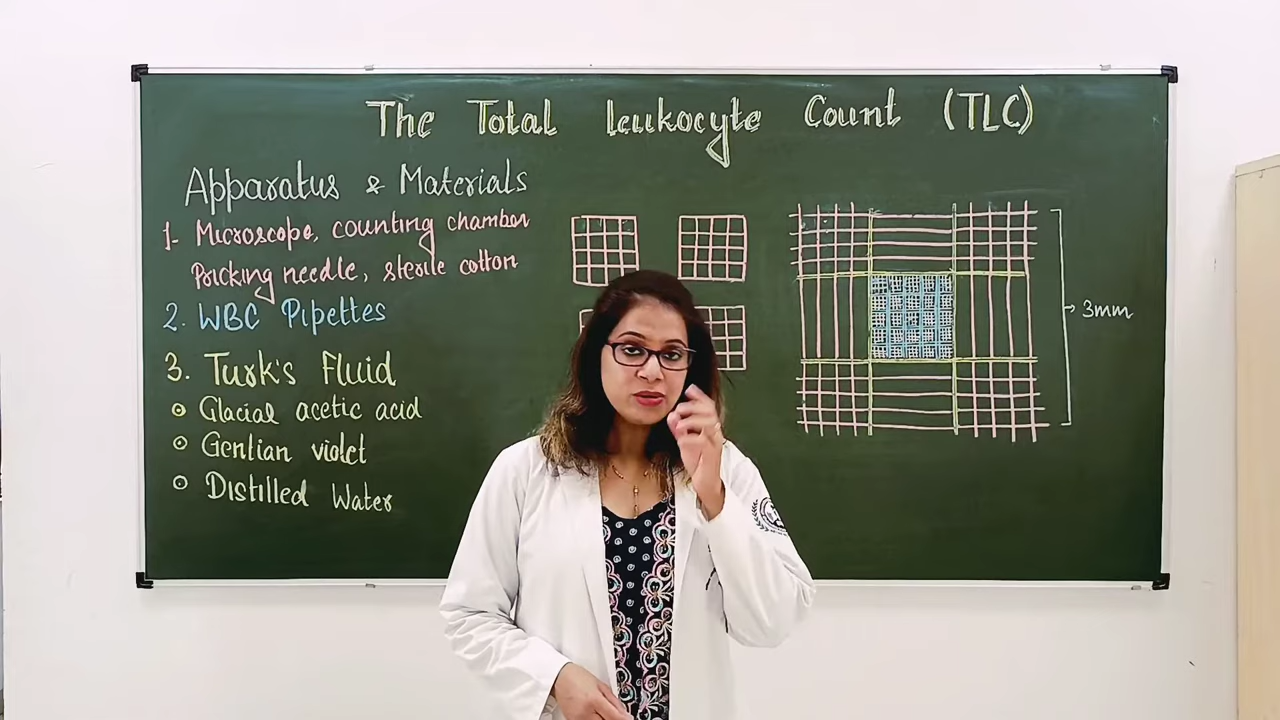 The Total Leukocyte Count (TLC)
Apparatus & Materials
1- Microscope, counting chamber
Pricking needle, sterile cotton
2. WBC Pipettes
3. Turk's Fluid
Glacial acetic acid
Gentian violet
Distilled Water
3mm